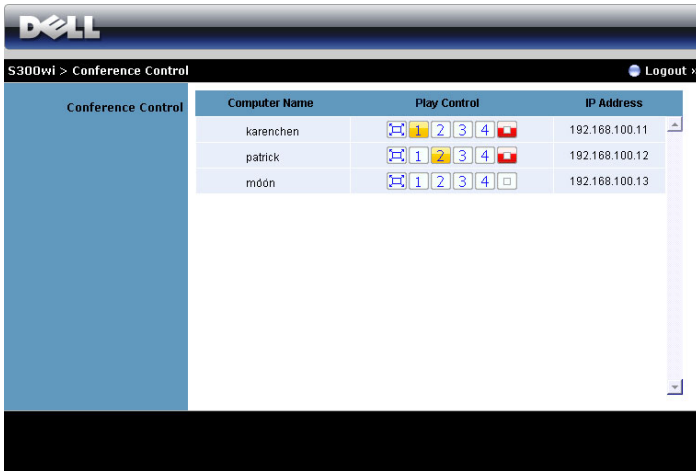 DELL
S300wi > Conference Control
Logout »
Conference Control
Computer Name Play Control IP Address
karenchen 1 2 3 4 192.168.100.11
patrick 1 2 3 4 192.168.100.12
móón 1 2 3 4 192.168.100.13